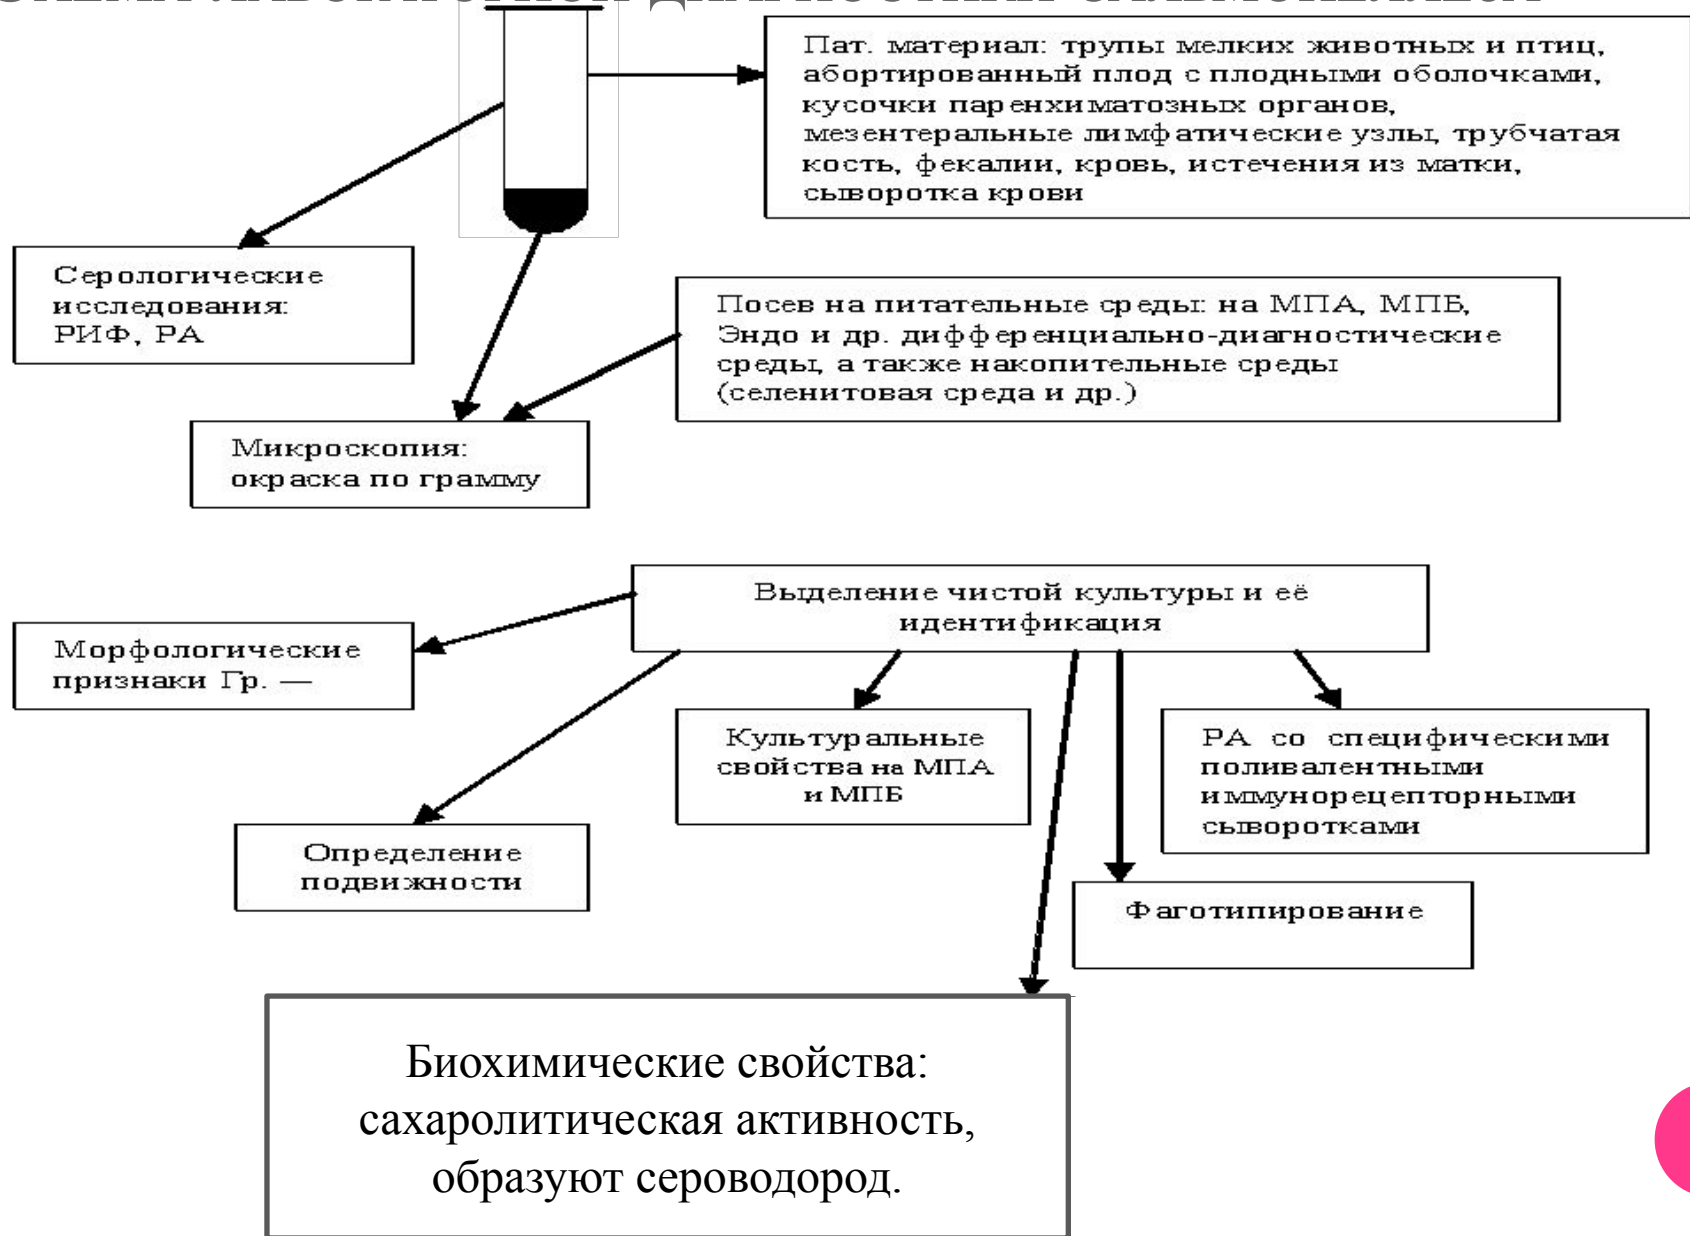 СХЕМА ЛАБОРАТОРНОЙ ДИАГНОСТИКИ САЛЬМОНЕЛЛЕЗА
Пат. материал: трупы мелких животных и птиц,
абортированный плод с плодными оболочками,
кусочки паренхиматозных органов,
мезентеральные лимфатические узлы, трубчатая
кость, фекалии, кровь, истечения из матки,
сыворотка крови
Серологические
исследования:
РИФ, РА
Посев на питательные среды: на МПА, МПБ,
Эндо и др. дифференциально-диагностические
среды, а также накопительные среды
(селенитовая среда и др.)
Микроскопия:
окраска по грамму
Выделение чистой культуры и её
идентификация
Морфологические
признаки Гр. —
Культуральные
свойства на МПА
и МПБ
РА со специфическими
поливалентными
иммунорецепторными
сыворотками
Определение
подвижности
Фаготипирование
Биохимические свойства:
сахаролитическая активность,
образуют сероводород.